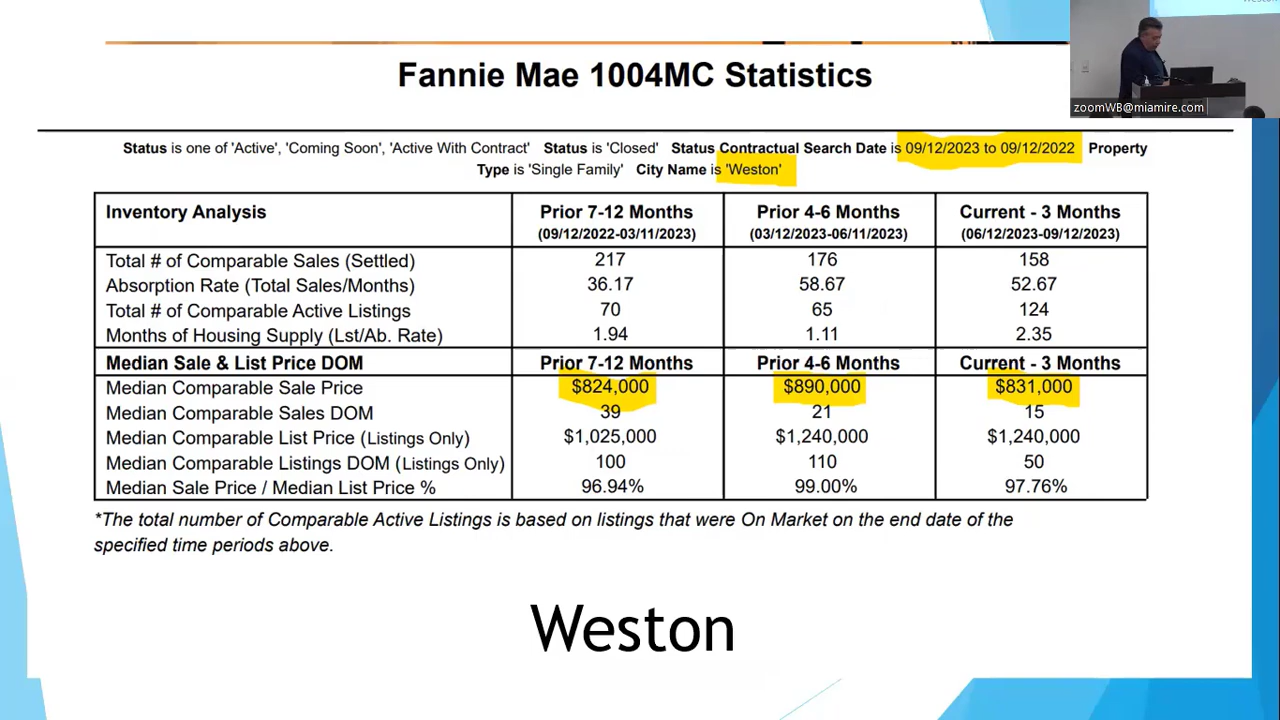 Fannie Mae 1004MC Statistics
zoomWB@miamire.com
Status is one of 'Active', 'Coming Soon', 'Active With Contract' Status is 'Closed' Status Contractual Search Date is 09/12/2023 to 09/12/2022 Property
Type is 'Single Family' City Name is 'Weston'
Inventory Analysis Prior 7-12 Months Prior 4-6 Months Current - 3 Months
(09/12/2022-03/11/2023) (03/12/2023-06/11/2023) (06/12/2023-09/12/2023)
Total # of Comparable Sales (Settled) 217 176 158
Absorption Rate (Total Sales/Months) 36.17 58.67 52.67
Total # of Comparable Active Listings 70 65 124
Months of Housing Supply (Lst/Ab. Rate) 1.94 1.11 2.35
Median Sale & List Price DOM Prior 7-12 Months Prior 4-6 Months Current - 3 Months
Median Comparable Sale Price $824,000 $890,000 $831,000
Median Comparable Sales DOM 39 21 15
Median Comparable List Price (Listings Only) $1,025,000 $1,240,000 $1,240,000
Median Comparable Listings DOM (Listings Only) 100 110 50
Median Sale Price / Median List Price % 96.94% 99.00% 97.76%
*The total number of Comparable Active Listings is based on listings that were On Market on the end date of the
specified time periods above.
Weston